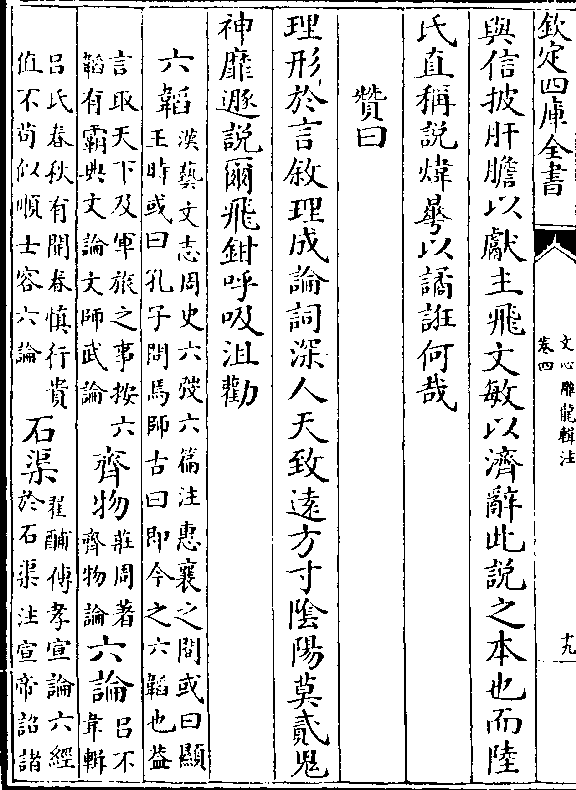 欽定四庫全書
文心雕龍輯注
卷四
十九
與信披肝膽以獻主飛文敏以濟辭此說之本也而陸
氏直稱說煒曅以譎誑何哉
贊曰
理形於言敘理成論詞深人天致遠方寸陰陽莫貳鬼
神靡遯說爾飛鉗呼吸沮勸
六韜
漢藝文志周史六弢六篇注惠襄之間或曰顯
王時或曰孔子問焉師古曰即今之六韜也蓋
言取天下及軍旅之事按六
韜有霸典文論文師武論
齊物
莊周著
齊物論
六論
呂不
韋輯
呂氏春秋有開春慎行貴
直不苟似順士容六論
石渠
翟酺傳孝宣論六經
於石渠注宣帝詔諸